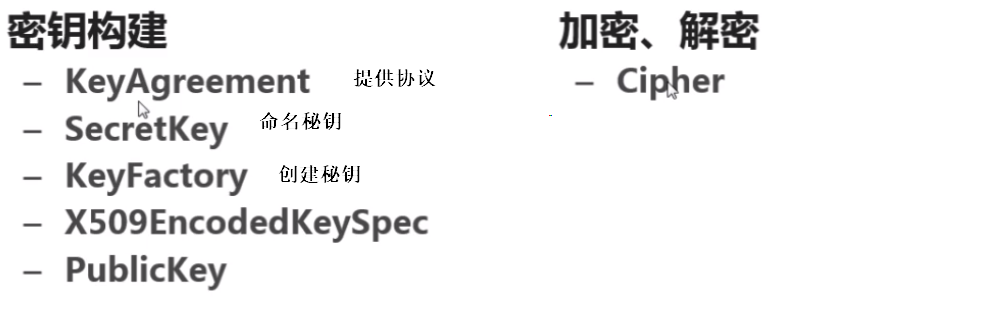 密钥构建
– KeyAgreement 提供协议
– SecretKey 命名秘钥
– KeyFactory 创建秘钥
– X509EncodedKeySpec
– PublicKey
加密、解密
– Cipher